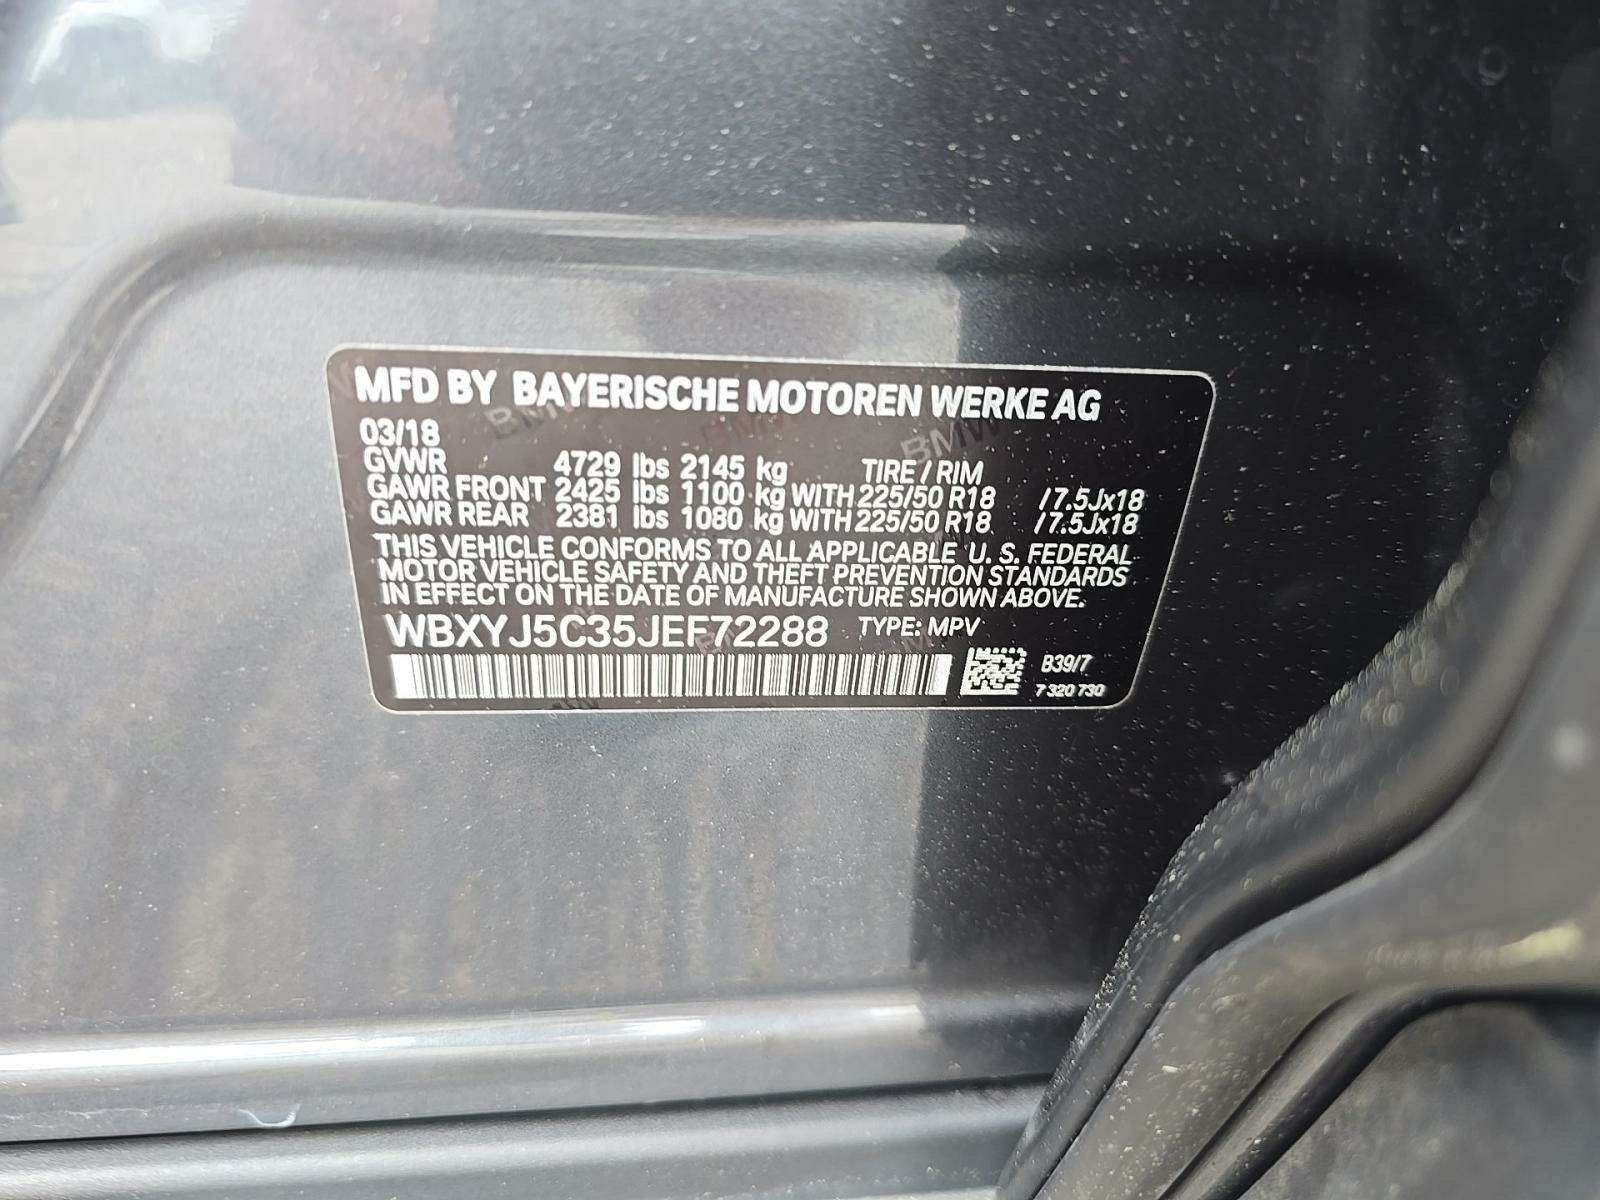 MFD BY BAYERISCHE MOTOREN WERKE AG
03/18
GVWR 4729 lbs 2145 kg TIRE / RIM
GAWR FRONT 2425 lbs 1100 kg WITH 225/50 R18 /7.5Jx18
GAWR REAR 2381 lbs 1080 kg WITH 225/50 R18 /7.5Jx18
THIS VEHICLE CONFORMS TO ALL APPLICABLE U. S. FEDERAL
MOTOR VEHICLE SAFETY AND THEFT PREVENTION STANDARDS
IN EFFECT ON THE DATE OF MANUFACTURE SHOWN ABOVE.
WBXYJ5C35JEF72288 TYPE: MPV
B39/7
7 320 730